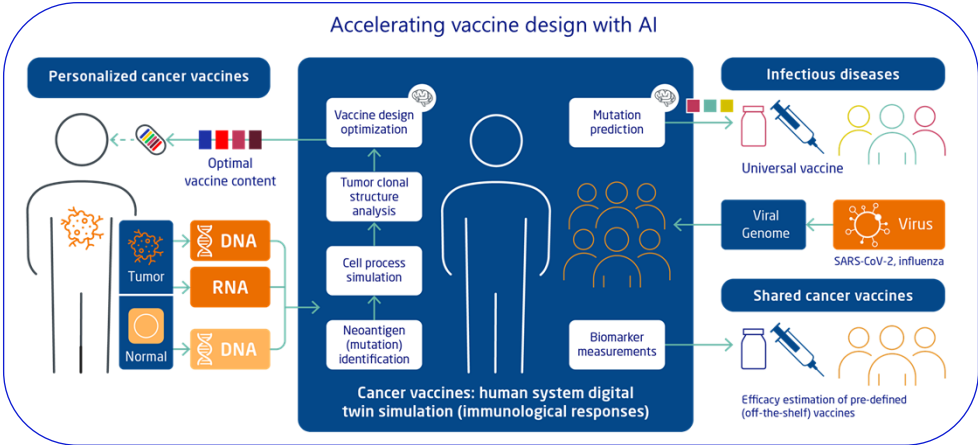 Accelerating vaccine design with AI
Personalized cancer vaccines
Optimal
vaccine content
Tumor
Normal
DNA
RNA
DNA
Vaccine design
optimization
Tumor clonal
structure
analysis
Cell process
simulation
Neoantigen
(mutation)
identification
Mutation
prediction
Biomarker
measurements
Cancer vaccines: human system digital
twin simulation (immunological responses)
Infectious diseases
Universal vaccine
Viral
Genome
Virus
SARS-CoV-2, influenza
Shared cancer vaccines
Efficacy estimation of pre-defined
(off-the-shelf) vaccines